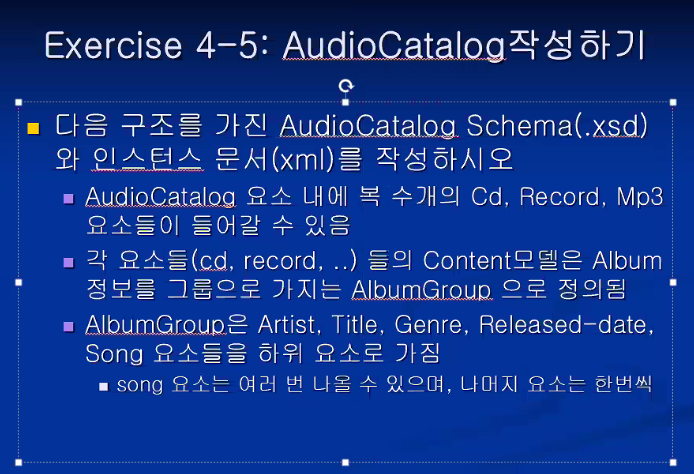 Exercise 4-5: AudioCatalog작성하기
다음 구조를 가진 AudioCatalog Schema(.xsd)
와 인스턴스 문서(xml)를 작성하시오
AudioCatalog 요소 내에 복 수개의 Cd, Record, Mp3
요소들이 들어갈 수 있음
각 요소들(cd, record, ..) 들의 Content모델은 Album
정보를 그룹으로 가지는 AlbumGroup 으로 정의됨
AlbumGroup은 Artist, Title, Genre, Released-date,
Song 요소들을 하위 요소로 가짐
song 요소는 여러 번 나올 수 있으며, 나머지 요소는 한번씩